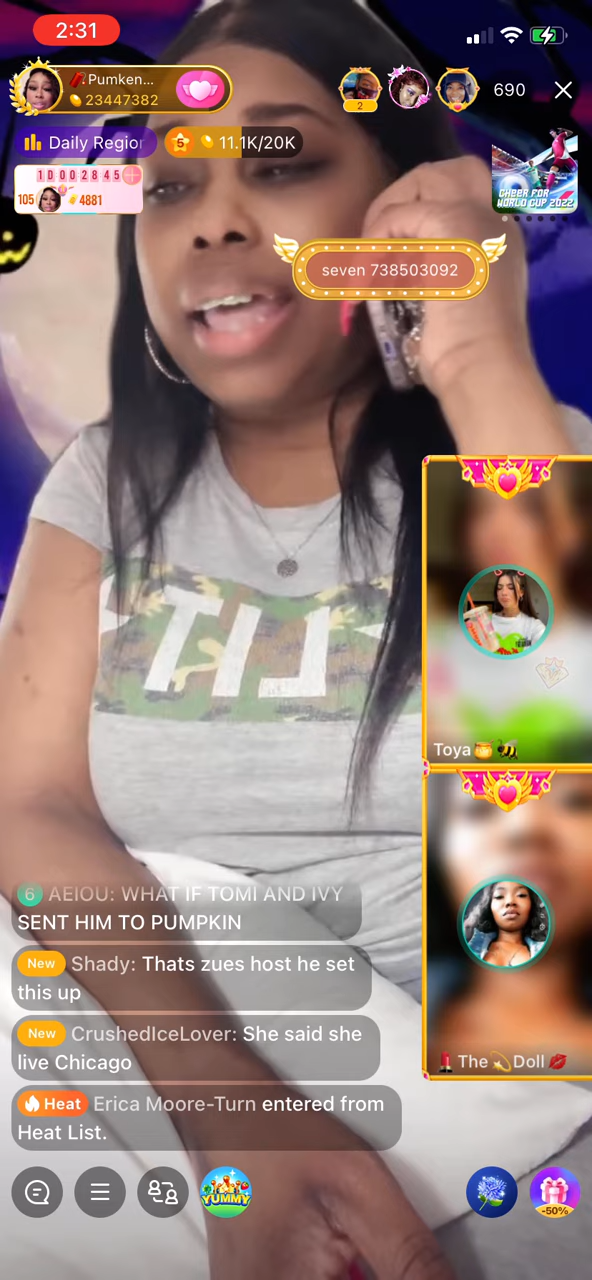 2:31
Pumken...
23447382
2
690
Daily Region
5
11.1K/20K
10 00 28 45
105
4881
CHEER FOR
WORLD CUP 2022
seven 738503092
LIT
Toya
The Doll
6 AEIOU: WHAT IF TOMI AND IVY
SENT HIM TO PUMPKIN
New Shady: Thats zues host he set
this up
New CrushedIceLover: She said she
live Chicago
Heat Erica Moore-Turn entered from
Heat List.
YUMMY
-50%